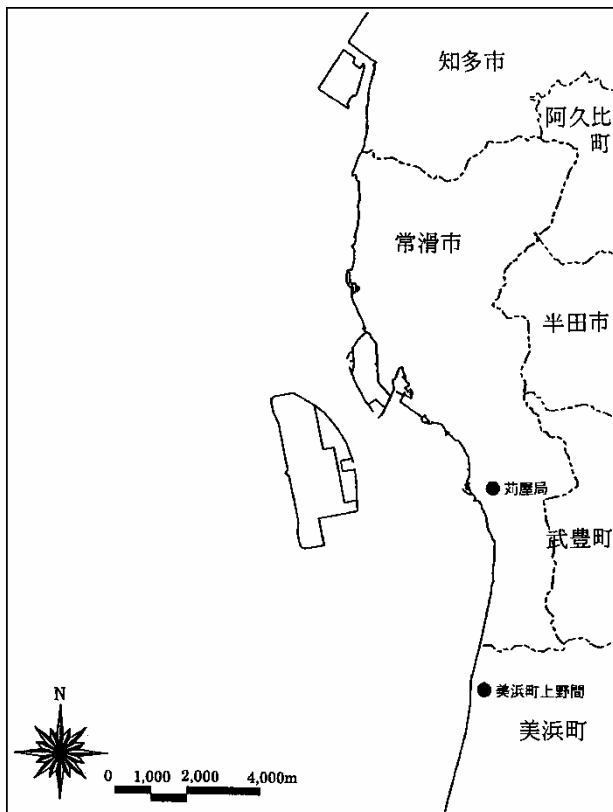 知多市
阿久比
町
常滑市
半田市
苅屋局
武豊町
美浜町上野間
美浜町
N
0 1,000 2,000 4,000m